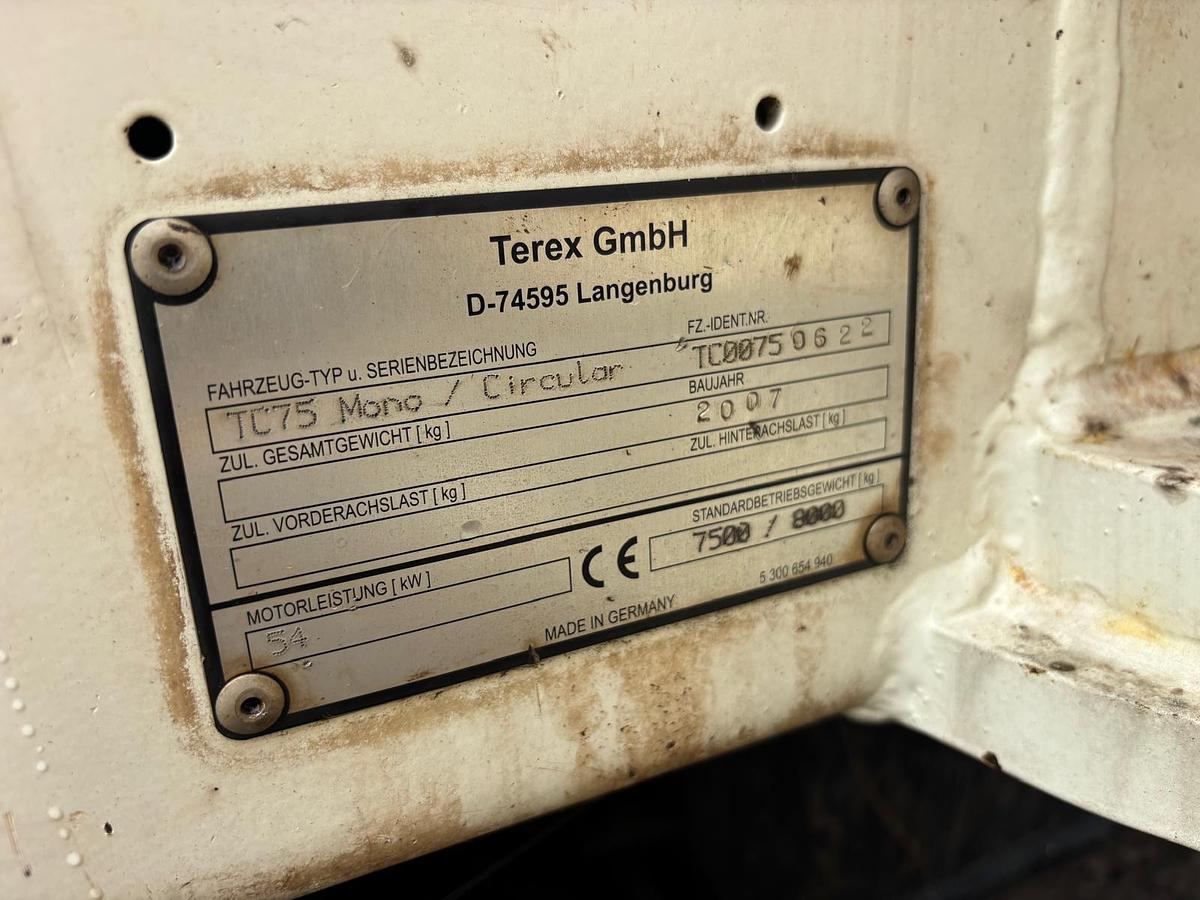 Terex GmbH
D-74595 Langenburg
FAHRZEUG-TYP u. SERIENBEZEICHNUNG
FZ.-IDENT.NR.
TC75 Mono / Circular
TC0075 0622
ZUL. GESAMTGEWICHT [ kg ]
BAUJAHR
2007
ZUL. VORDERACHSLAST [ kg ]
ZUL. HINTERACHSLAST [ kg ]
MOTORLEISTUNG [ kW ]
STANDARDBETRIEBSGEWICHT [ kg ]
54
CE
7500 / 8000
MADE IN GERMANY
5 300 654 940